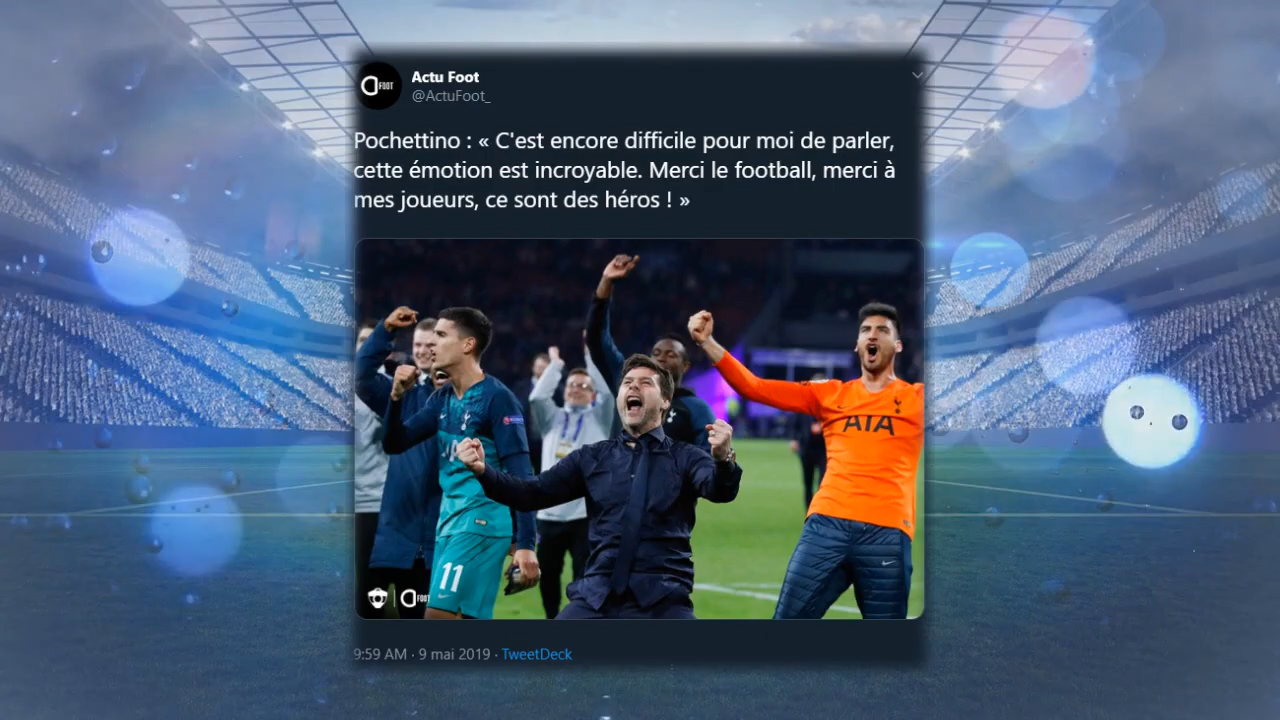 Actu Foot
@ActuFoot_
Pochettino : « C'est encore difficile pour moi de parler,
cette émotion est incroyable. Merci le football, merci à
mes joueurs, ce sont des héros ! »
AIA
11
FOOT
9:59 AM · 9 mai 2019 · TweetDeck